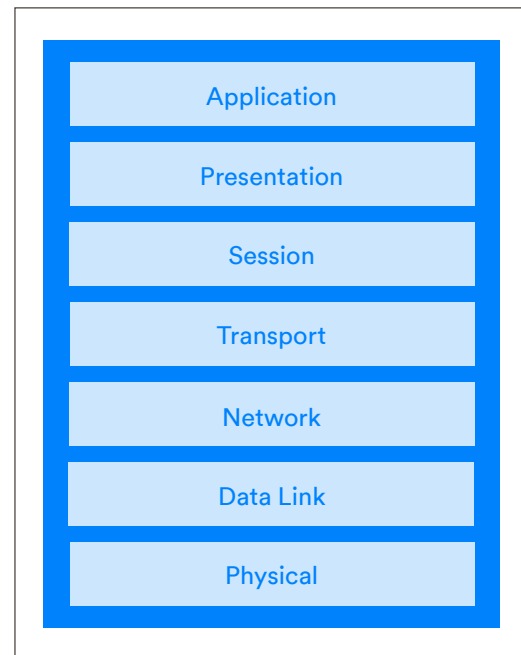 Application
Presentation
Session
Transport
Network
Data Link
Physical